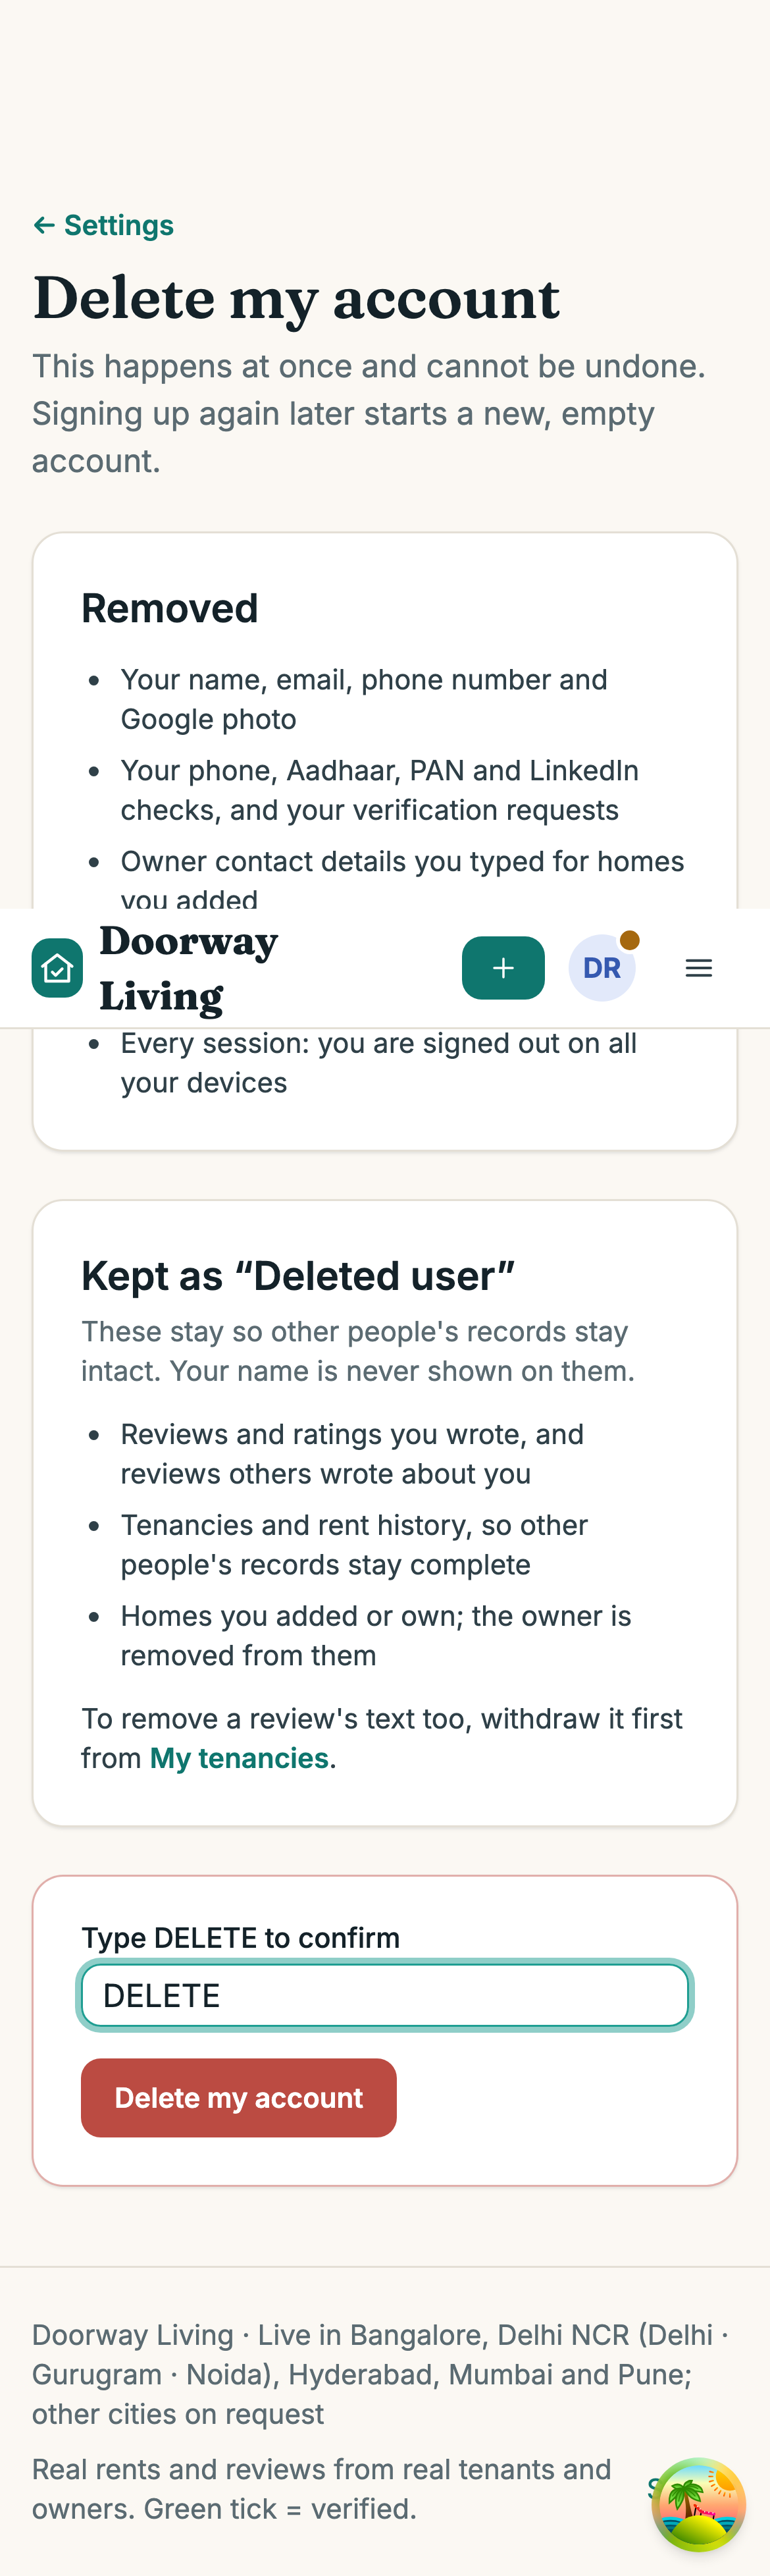 ← Settings
Delete my account
This happens at once and cannot be undone.
Signing up again later starts a new, empty
account.
Removed
• Your name, email, phone number and
Google photo
• Your phone, Aadhaar, PAN and LinkedIn
checks, and your verification requests
• Owner contact details you typed for homes
you added
Doorway
Living
DR
• Every session: you are signed out on all
your devices
Kept as “Deleted user”
These stay so other people's records stay
intact. Your name is never shown on them.
• Reviews and ratings you wrote, and
reviews others wrote about you
• Tenancies and rent history, so other
people's records stay complete
• Homes you added or own; the owner is
removed from them
To remove a review's text too, withdraw it first
from My tenancies.
Type DELETE to confirm
DELETE
Delete my account
Doorway Living · Live in Bangalore, Delhi NCR (Delhi ·
Gurugram · Noida), Hyderabad, Mumbai and Pune;
other cities on request
Real rents and reviews from real tenants and
owners. Green tick = verified.